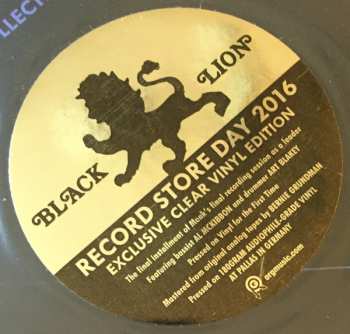 LLECT
BLACK LION
RECORD STORE DAY 2016
EXCLUSIVE CLEAR VINYL EDITION
The final installment of Monk's final recording session as a leader
Featuring bassist AL MCKIBBON and drummer ART BLAKEY
Pressed on Vinyl for the First Time
Mastered from original analog tapes by BERNIE GRUNDMAN
Pressed on 180GRAM AUDIOPHILE GRADE VINYL
AT PALLAS IN GERMANY
orgmusic.com